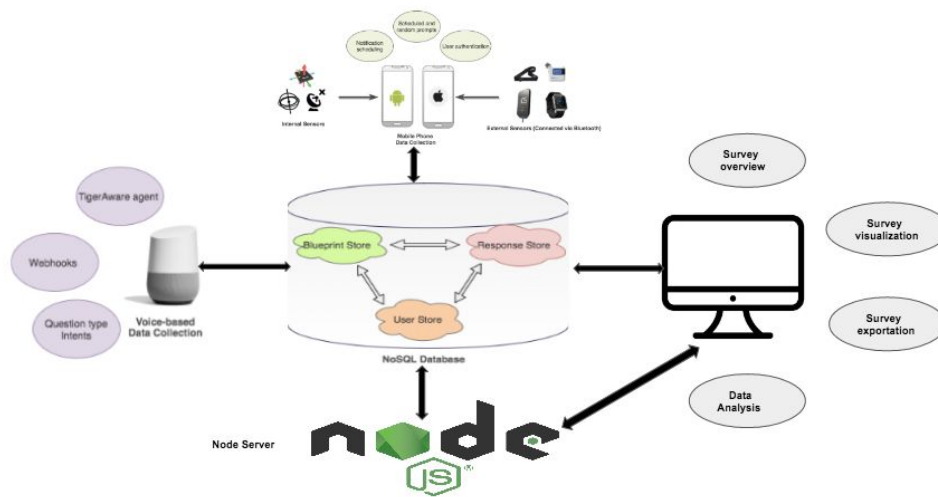 Scheduled and
random prompts
Notification
scheduling
User authentication
Internal Sensors
Mobile Phone
Data Collection
External Sensors (Connected via Bluetooth)
TigerAware agent
Webhooks
Question type
Intents
Voice-based
Data Collection
Blueprint Store
Response Store
User Store
NoSQL Database
Survey
overview
Survey
visualization
Survey
exportation
Data
Analysis
Node Server
node
JS®